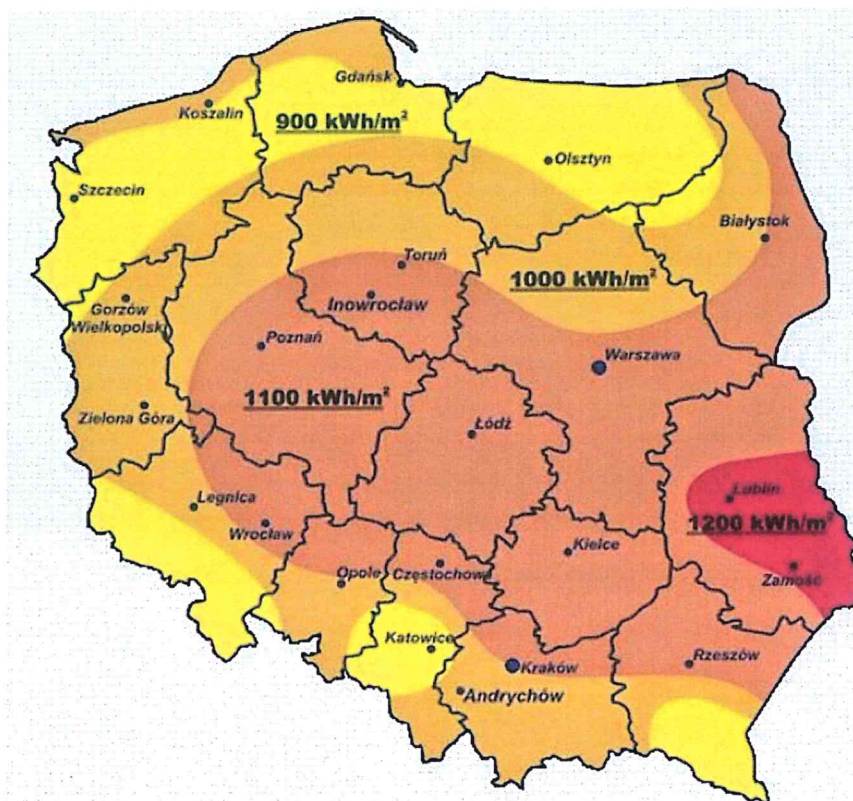 Gdańsk
Koszalin
900 kWh/m²
Olsztyn
Szczecin
Białystok
Toruń
1000 kWh/m²
Inowrocław
Gorzów
Wielkopolski
Poznań
Warszawa
1100 kWh/m²
Zielona Góra
Łódź
Legnica
Lublin
Wrocław
1200 kWh/m²
Kielce
Opole
Częstochowa
Zamość
Katowice
Rzeszów
Kraków
Andrychów